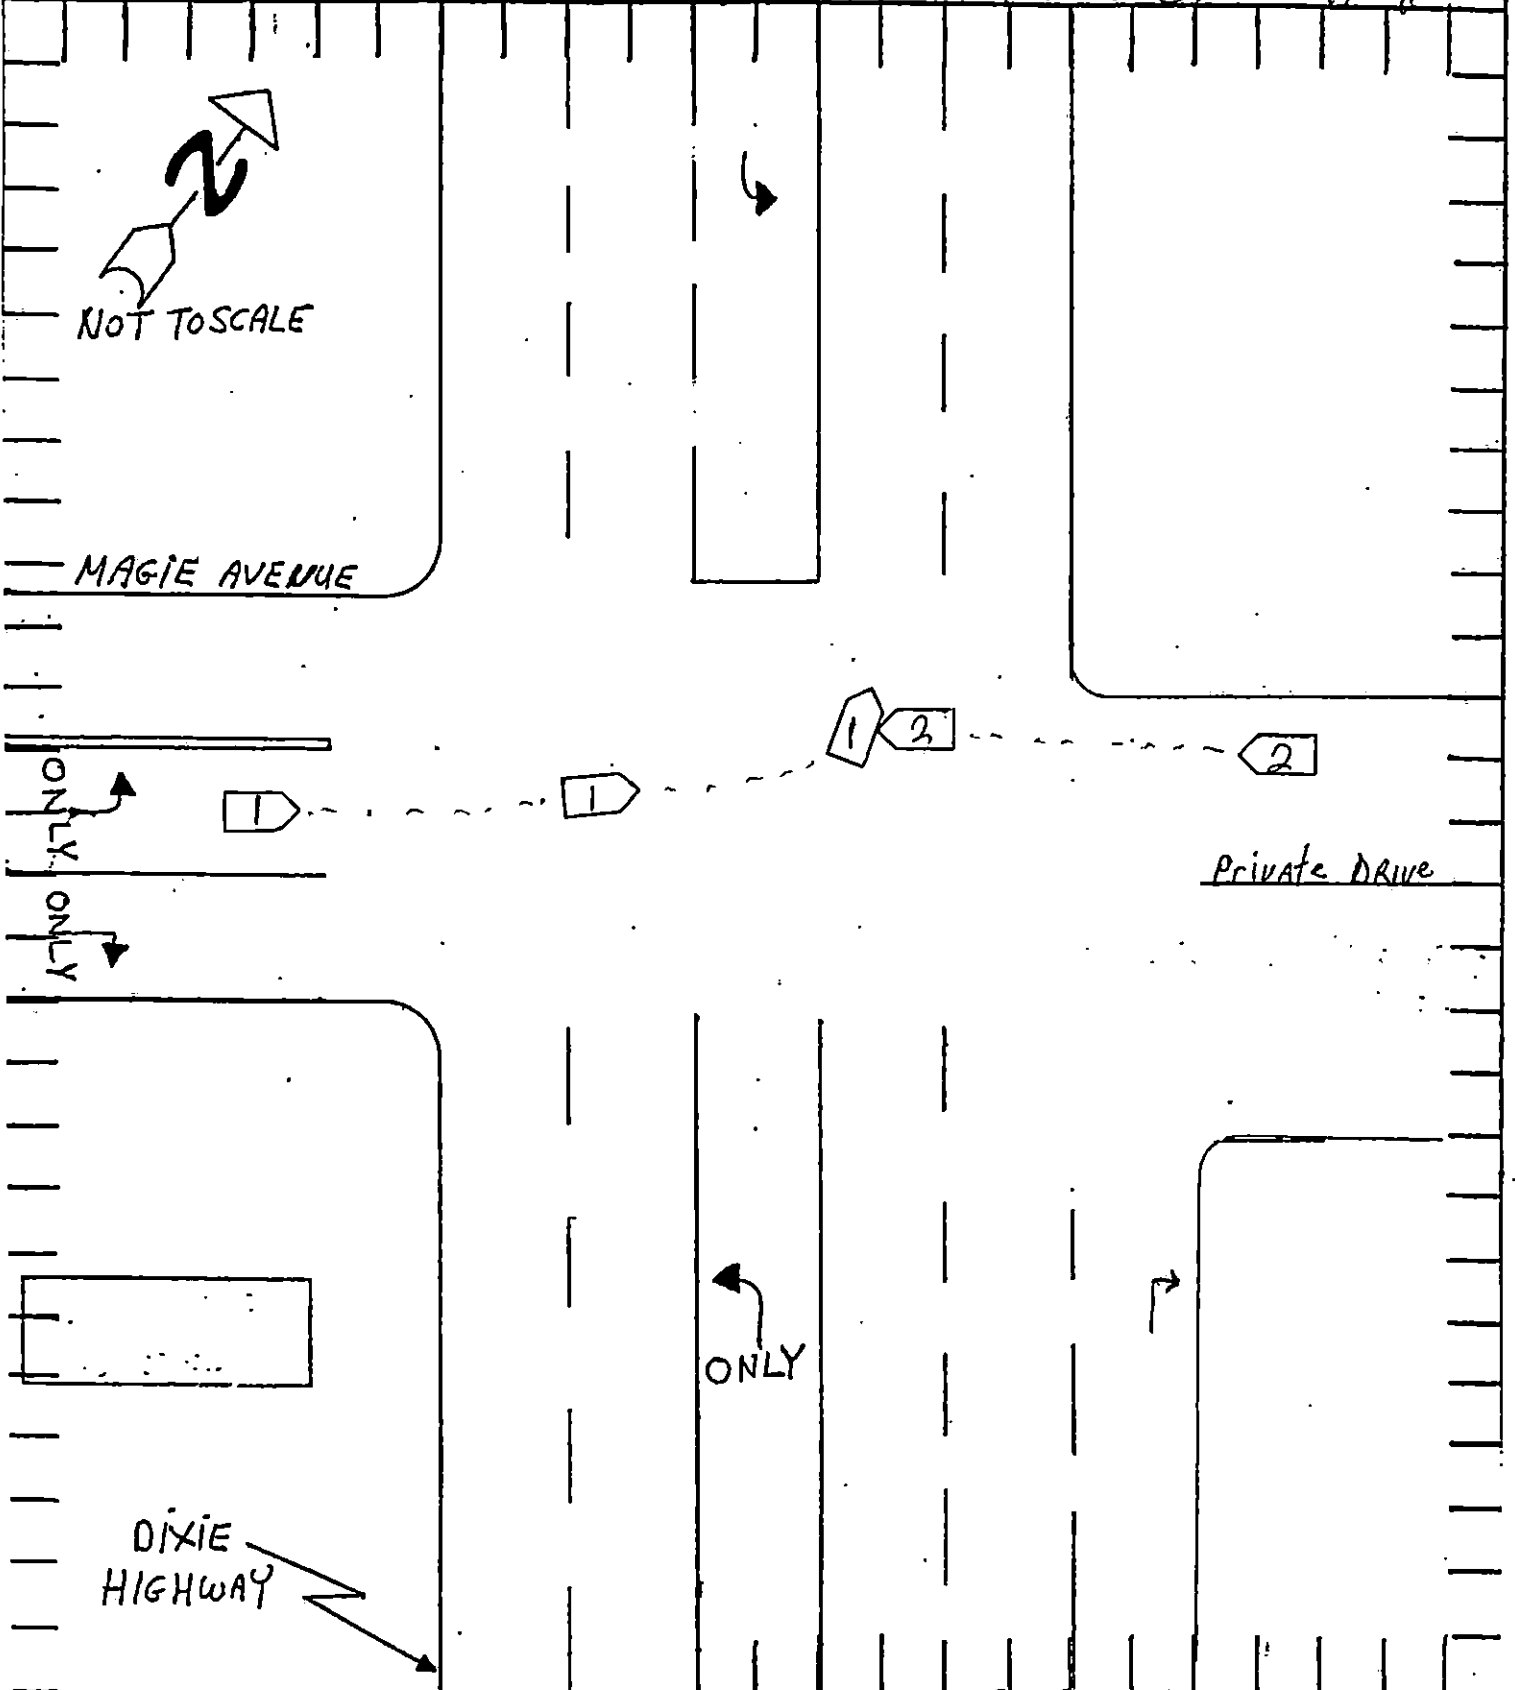 N
NOT TO SCALE
MAGIE AVENUE
ONLY
1
1
1
2
2
Private DRIVE
ONLY
ONLY
DIXIE
HIGHWAY